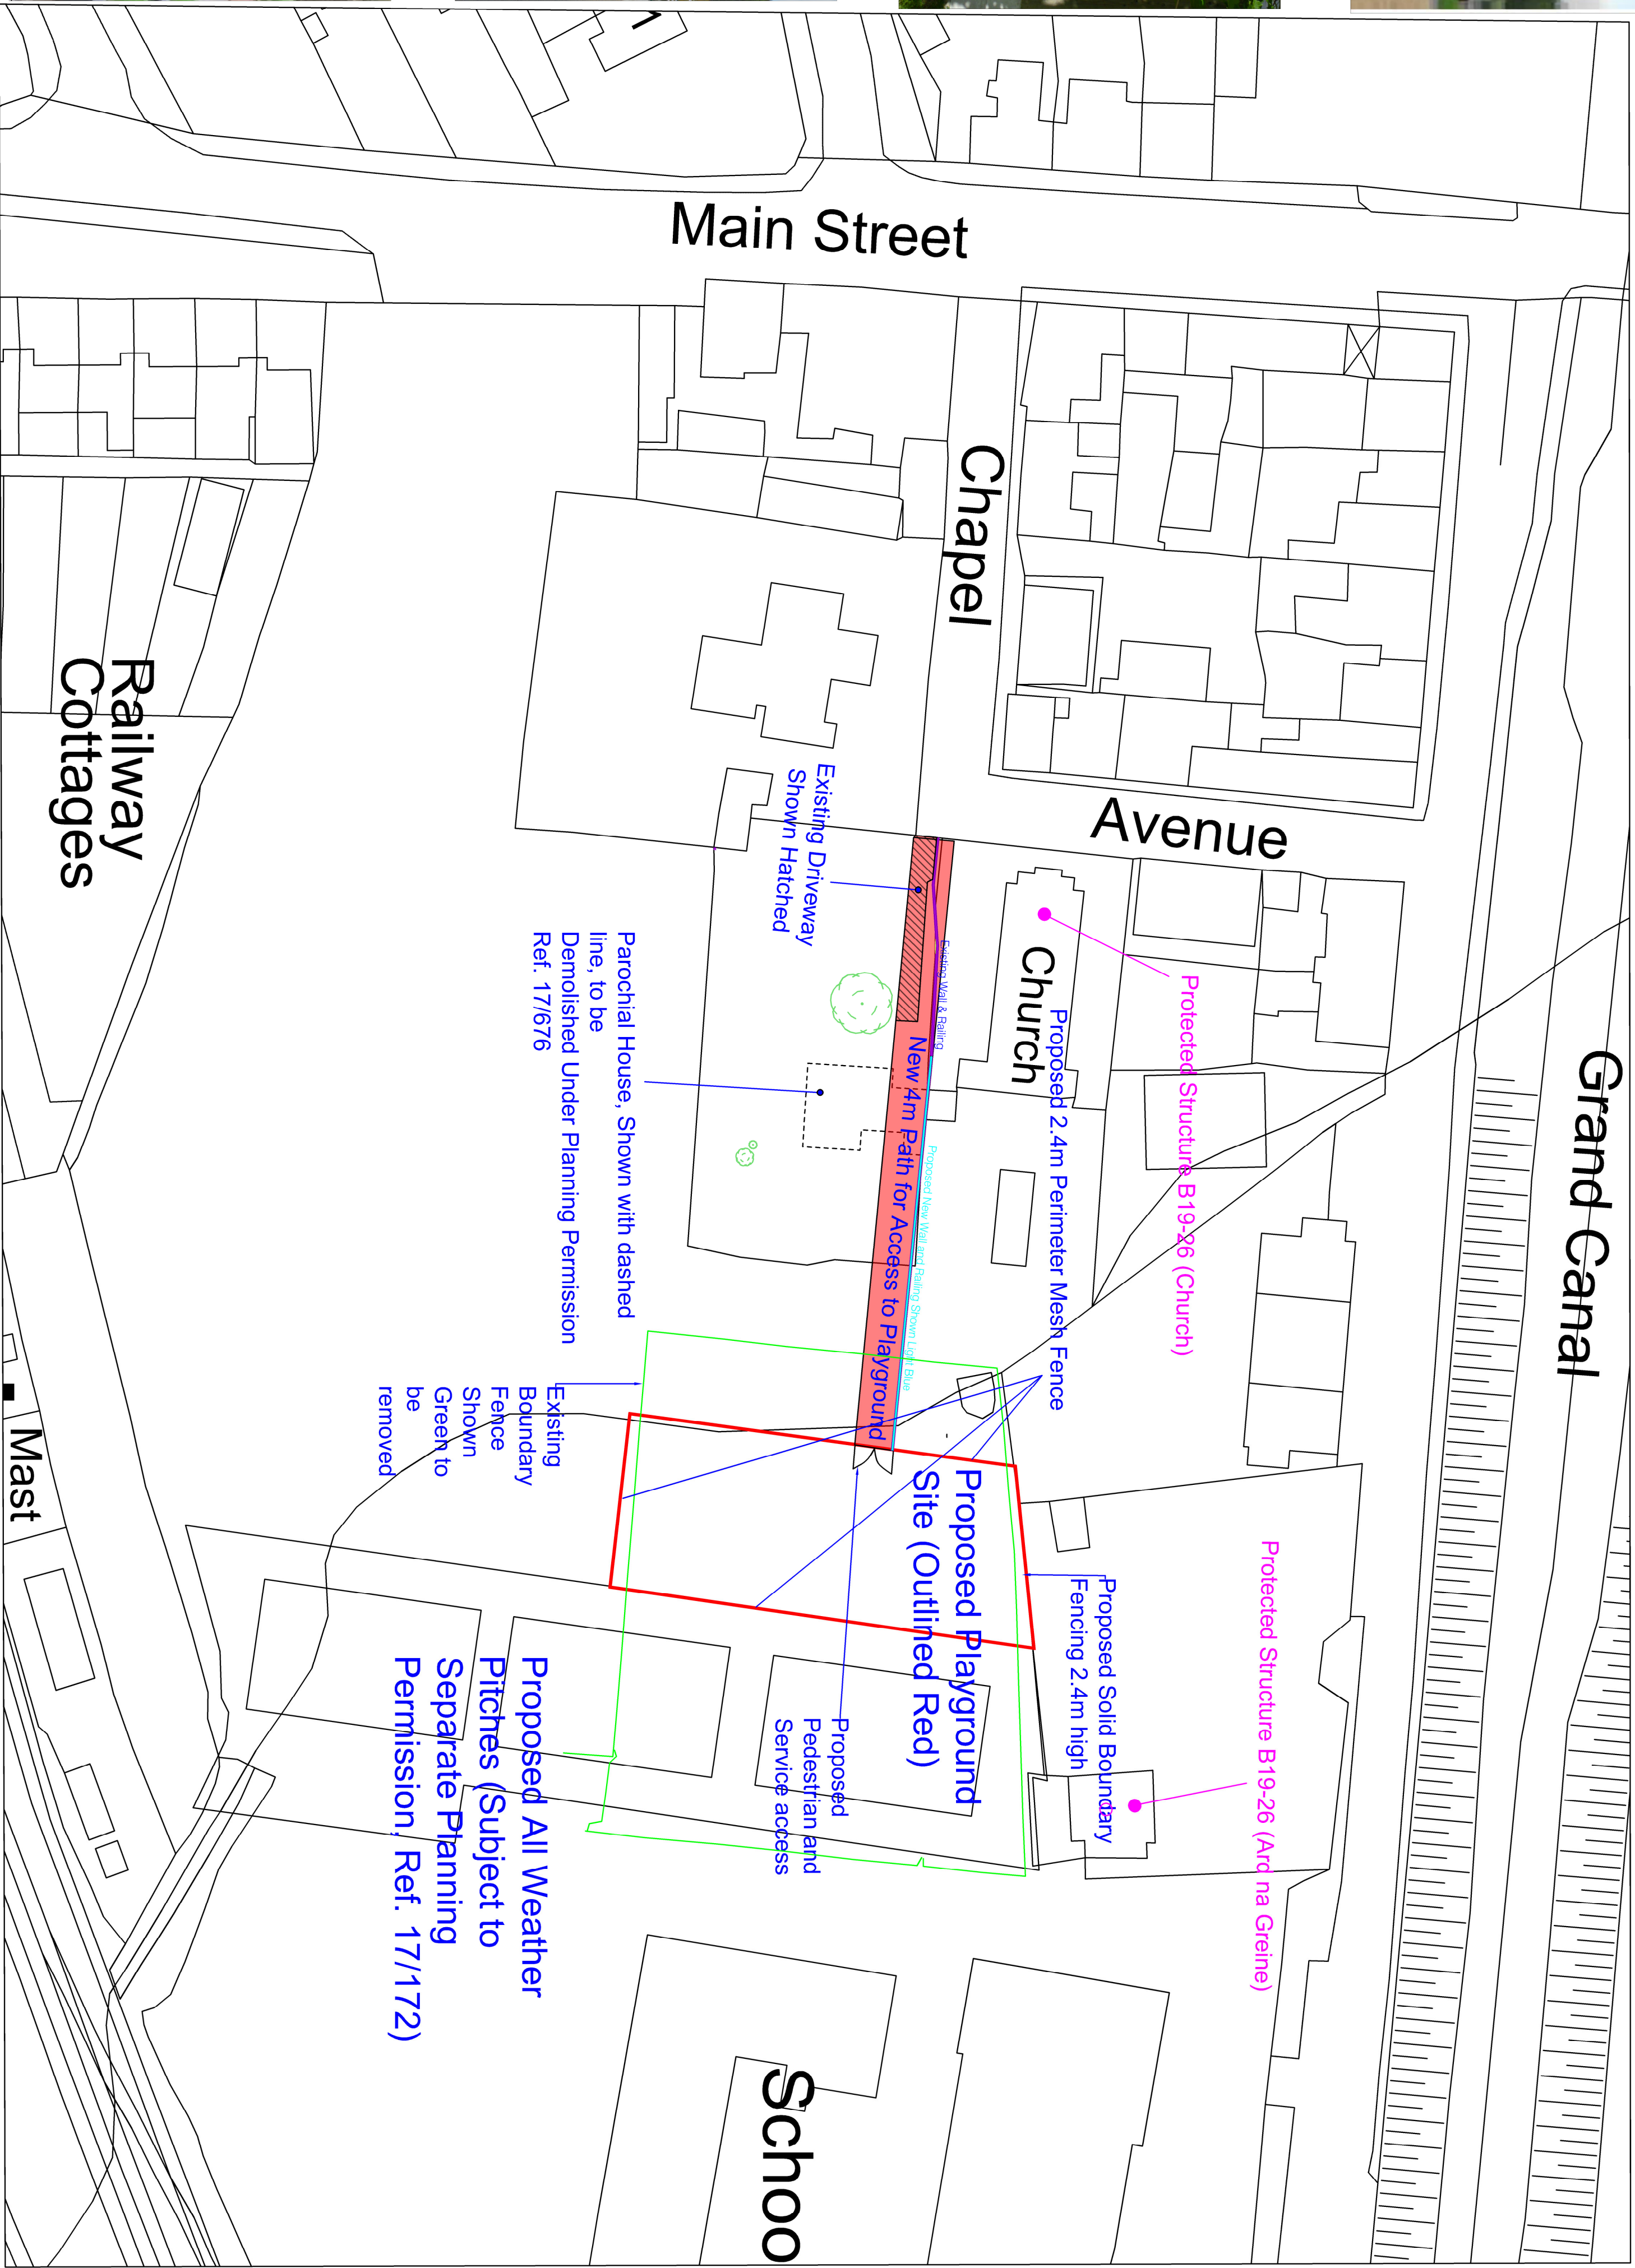 Main Street
Chapel
Avenue
Grand Canal
Railway
Cottages
Church
Existing Driveway
Shown Hatched
Existing Wall & Railing
Protected Structure B19-26 (Church)
Proposed 2.4m Perimeter Mesh Fence
Parochial House, Shown with dashed
line, to be
Demolished Under Planning Permission
Ref. 17/676
New 4m Path for Access to Playground
Proposed New Wall and Railing Shown Light Blue
Existing
Boundary
Fence
Shown
Green to
be
removed
Mast
Proposed Playground
Site (Outlined Red)
Proposed Solid Boundary
Fencing 2.4m high
Protected Structure B19-26 (Ard na Greine)
Proposed
Pedestrian and
Service access
Proposed All Weather
Pitches (Subject to
Separate Planning
Permission, Ref. 17/172)
Schoo